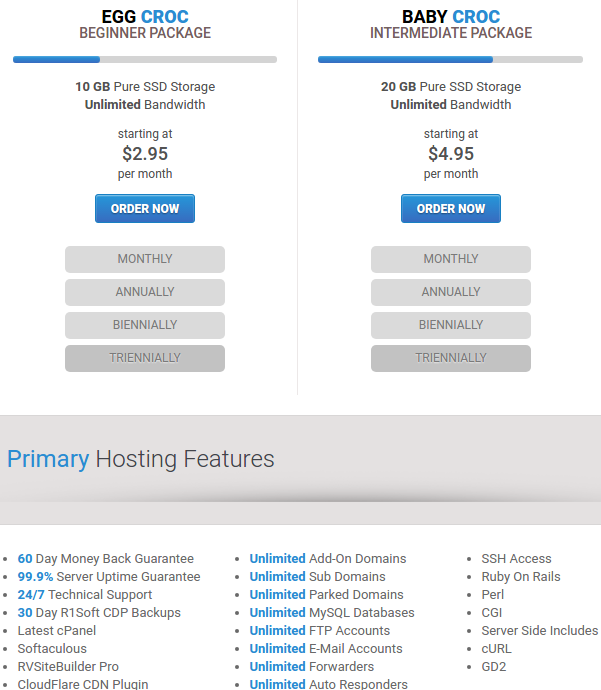 EGG CROC
BEGINNER PACKAGE
10 GB Pure SSD Storage
Unlimited Bandwidth
starting at
$2.95
per month
ORDER NOW
MONTHLY
ANNUALLY
BIENNIALLY
TRIENNIALLY
BABY CROC
INTERMEDIATE PACKAGE
20 GB Pure SSD Storage
Unlimited Bandwidth
starting at
$4.95
per month
ORDER NOW
MONTHLY
ANNUALLY
BIENNIALLY
TRIENNIALLY
Primary Hosting Features
60 Day Money Back Guarantee
99.9% Server Uptime Guarantee
24/7 Technical Support
30 Day R1Soft CDP Backups
Latest cPanel
Softaculous
RVSiteBuilder Pro
CloudFlare CDN Plugin
Unlimited Add-On Domains
Unlimited Sub Domains
Unlimited Parked Domains
Unlimited MySQL Databases
Unlimited FTP Accounts
Unlimited E-Mail Accounts
Unlimited Forwarders
Unlimited Auto Responders
SSH Access
Ruby On Rails
Perl
CGI
Server Side Includes
cURL
GD2